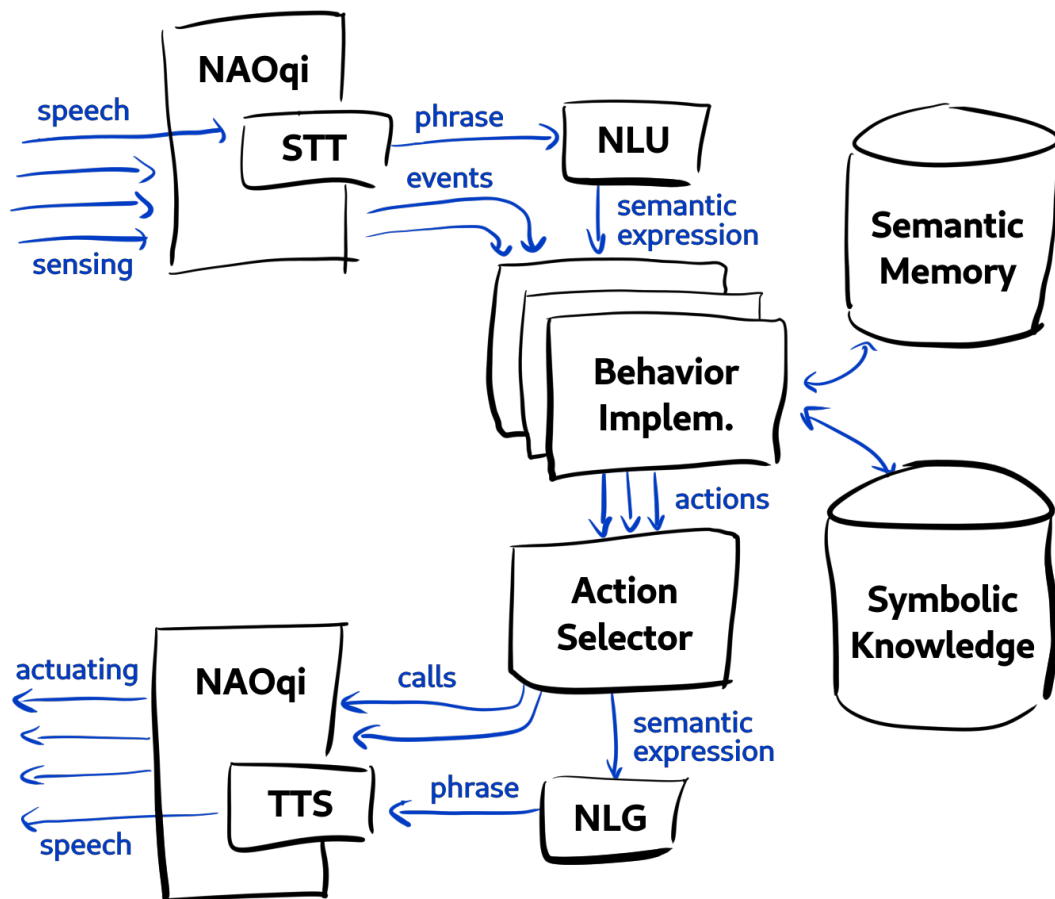 NAOqi
speech
STT
phrase
NLU
events
sensing
semantic
expression
Semantic
Memory
Behavior
Implem.
actions
Action
Selector
Symbolic
Knowledge
actuating
NAOqi
calls
semantic
expression
TTS
phrase
NLG
speech